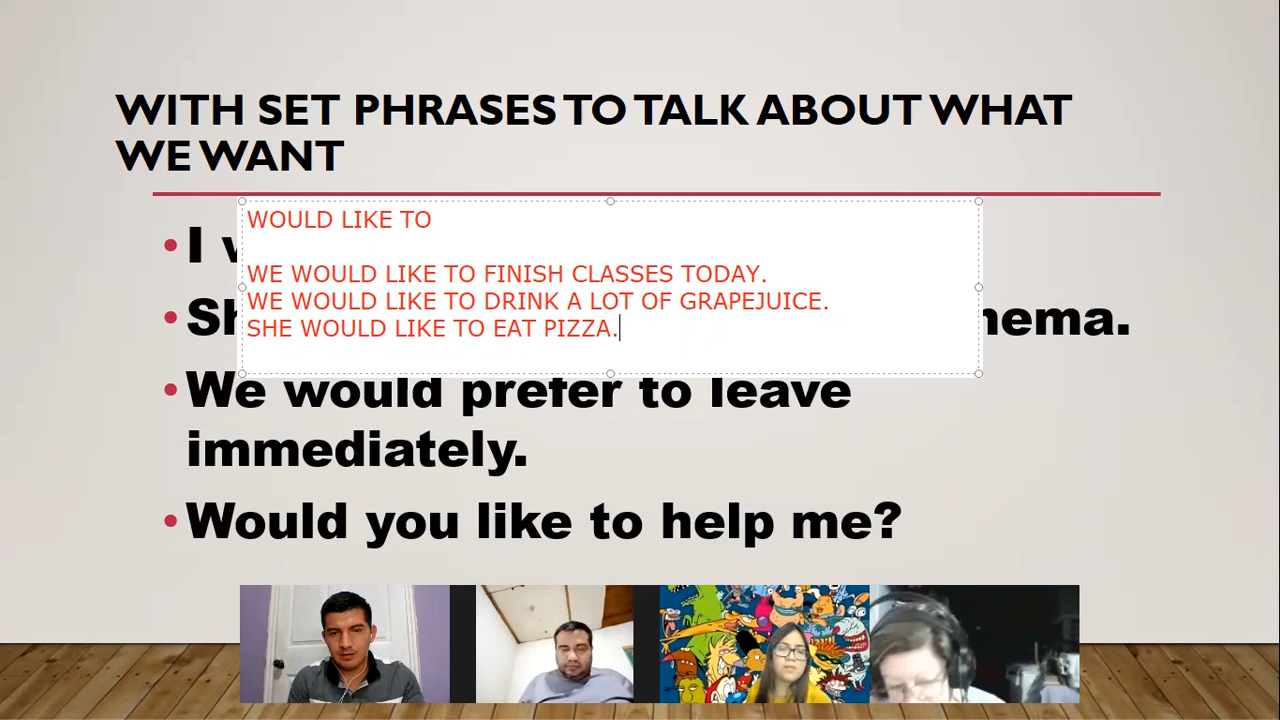 WITH SET PHRASES TO TALK ABOUT WHAT
WE WANT
WOULD LIKE TO
• I
WE WOULD LIKE TO FINISH CLASSES TODAY.
WE WOULD LIKE TO DRINK A LOT OF GRAPEJUICE.
SHE WOULD LIKE TO EAT PIZZA.
• We would prefer to leave
immediately.
• Would you like to help me?